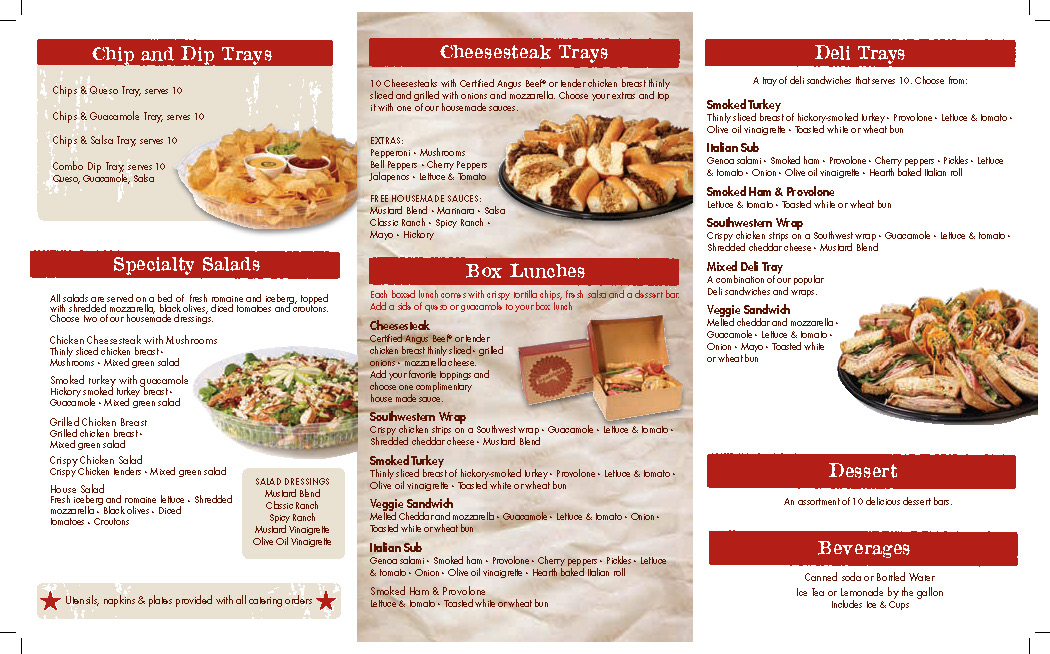 Chip and Dip Trays
Chips & Queso Tray, serves 10
Chips & Guacamole Tray, serves 10
Chips & Salsa Tray, serves 10
Combo Dip Tray, serves 10
Queso, Guacamole, Salsa
Specialty Salads
All salads are served on a bed of fresh romaine and iceberg, topped
with shredded mozzarella, black olives, diced tomatoes and croutons.
Choose two of our housemade dressings.
Chicken Cheesesteak with Mushrooms
Thinly sliced chicken breast •
Mushrooms • Mixed green salad
Smoked turkey with guacamole
Hickory smoked turkey breast •
Guacamole • Mixed green salad
Grilled Chicken Breast
Grilled chicken breast •
Mixed green salad
Crispy Chicken Salad
Crispy Chicken tenders • Mixed green salad
House Salad
Fresh iceberg and romaine lettuce • Shredded
mozzarella • Black olives • Diced
tomatoes • Croutons
SALAD DRESSINGS
Mustard Blend
Classic Ranch
Spicy Ranch
Mustard Vinaigrette
Olive Oil Vinaigrette
Utensils, napkins & plates provided with all catering orders
Cheesesteak Trays
10 Cheesesteaks with Certified Angus Beef® or tender chicken breast thinly
sliced and grilled with onions and mozzarella. Choose your extras and top
it with one of our housemade sauces.
EXTRAS:
Pepperoni • Mushrooms
Bell Peppers • Cherry Peppers
Jalapenos • Lettuce & Tomato
FREE HOUSEMADE SAUCES:
Mustard Blend • Marinara • Salsa
Classic Ranch • Spicy Ranch •
Mayo • Hickory
Box Lunches
Each boxed lunch comes with crispy tortilla chips, fresh salsa and a dessert bar.
Add a side of queso or guacamole to your box lunch
Cheesesteak
Certified Angus Beef® or tender
chicken breast thinly sliced • grilled
onions • mozzarella cheese.
Add your favorite toppings and
choose one complimentary
house made sauce.
Southwestern Wrap
Crispy chicken strips on a Southwest wrap • Guacamole • Lettuce & tomato •
Shredded cheddar cheese • Mustard Blend
Smoked Turkey
Thinly sliced breast of hickory-smoked turkey • Provolone • Lettuce & tomato •
Olive oil vinaigrette • Toasted white or wheat bun
Veggie Sandwich
Melted Cheddar and mozzarella • Guacamole • Lettuce & tomato • Onion •
Toasted white or wheat bun
Italian Sub
Genoa salami • Smoked ham • Provolone • Cherry peppers • Pickles • Lettuce
& tomato • Onion • Olive oil vinaigrette • Hearth baked Italian roll
Smoked Ham & Provolone
Lettuce & tomato • Toasted white or wheat bun
Deli Trays
A tray of deli sandwiches that serves 10. Choose from:
Smoked Turkey
Thinly sliced breast of hickory-smoked turkey • Provolone • Lettuce & tomato •
Olive oil vinaigrette • Toasted white or wheat bun
Italian Sub
Genoa salami • Smoked ham • Provolone • Cherry peppers • Pickles • Lettuce
& tomato • Onion • Olive oil vinaigrette • Hearth baked Italian roll
Smoked Ham & Provolone
Lettuce & tomato • Toasted white or wheat bun
Southwestern Wrap
Crispy chicken strips on a Southwest wrap • Guacamole • Lettuce & tomato •
Shredded cheddar cheese • Mustard Blend
Mixed Deli Tray
A combination of our popular
Deli sandwiches and wraps.
Veggie Sandwich
Melted cheddar and mozzarella •
Guacamole • Lettuce & tomato •
Onion • Mayo • Toasted white
or wheat bun
Dessert
An assortment of 10 delicious dessert bars.
Beverages
Canned soda or Bottled Water
Ice Tea or Lemonade by the gallon
Includes Ice & Cups